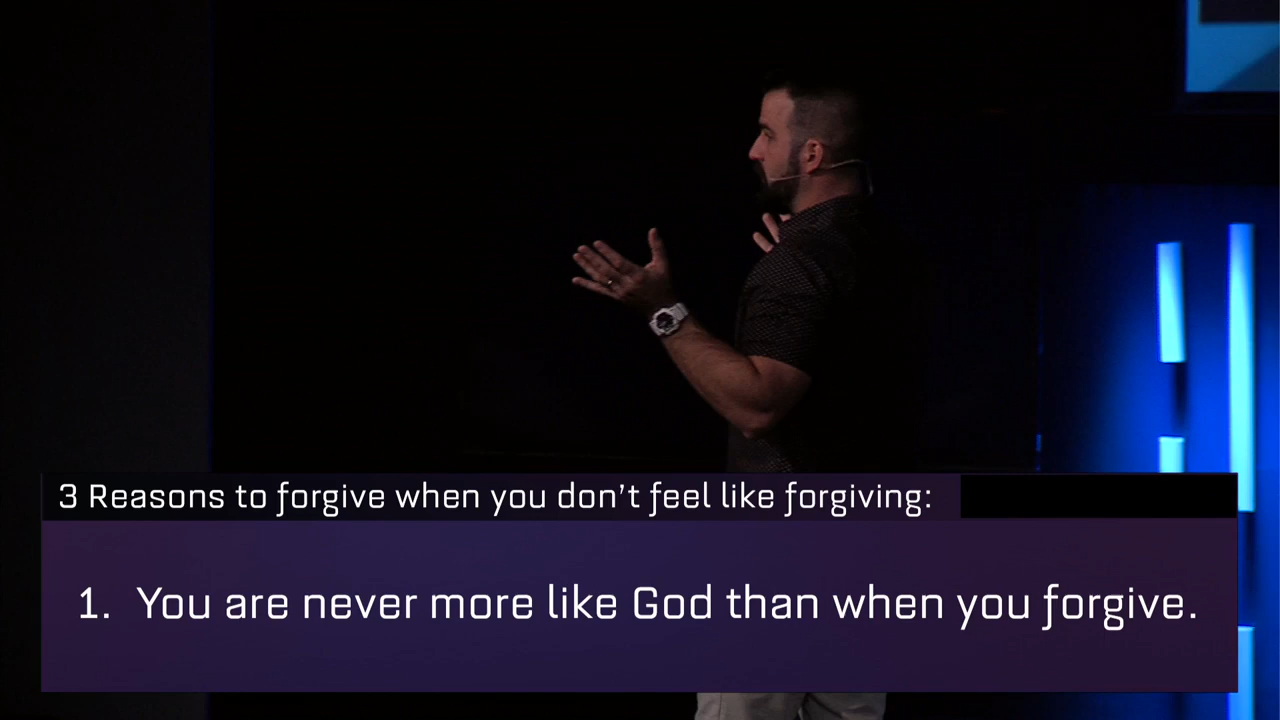 3 Reasons to forgive when you don't feel like forgiving:
1. You are never more like God than when you forgive.